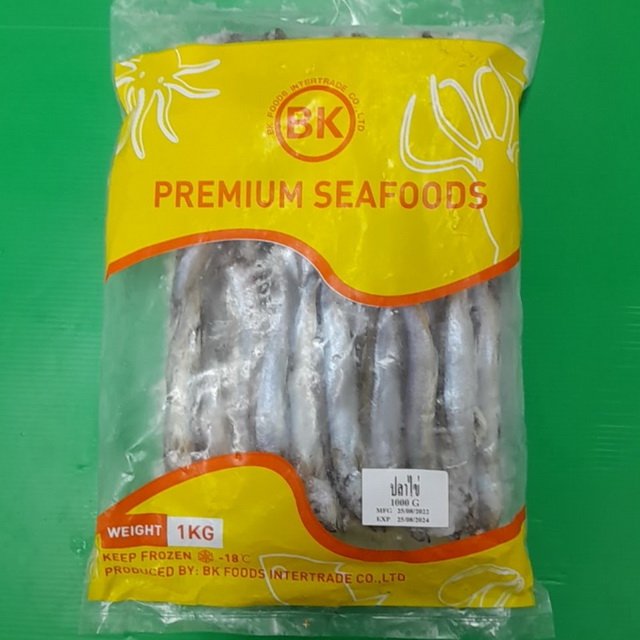 BK FOODS INTERTRADE CO.,LTD
BK
PREMIUM SEAFOODS
ปลาไข่
1000 G
MFG 25/08/2022
EXP 25/08/2024
WEIGHT 1KG
KEEP FROZEN -18℃
PRODUCED BY: BK FOODS INTERTRADE CO.,LTD